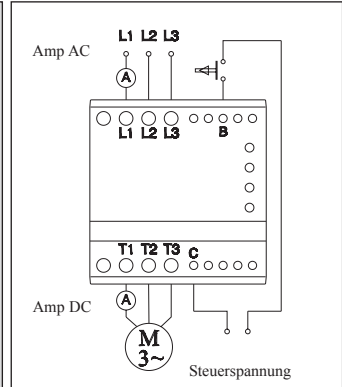 L1 L2 L3
Amp AC
A
L1 L2 L3 B
T1 T2 T3 C
A
Amp DC
M
3~
Steuerspannung